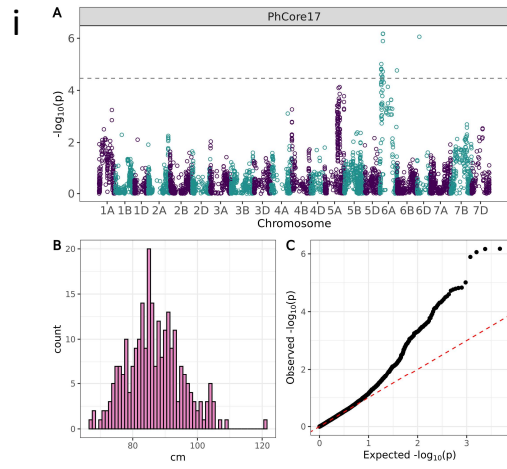 i
A
PhCore17
-log10(p)
6
4
2
0
1A 1B 1D 2A 2B 2D 3A 3B 3D 4A 4B 4D 5A 5B 5D 6A 6B 6D 7A 7B 7D
Chromosome
B
count
20
15
10
5
0
80 100 120
cm
C
Observed -log10(p)
6
4
2
0
0 1 2 3
Expected -log10(p)